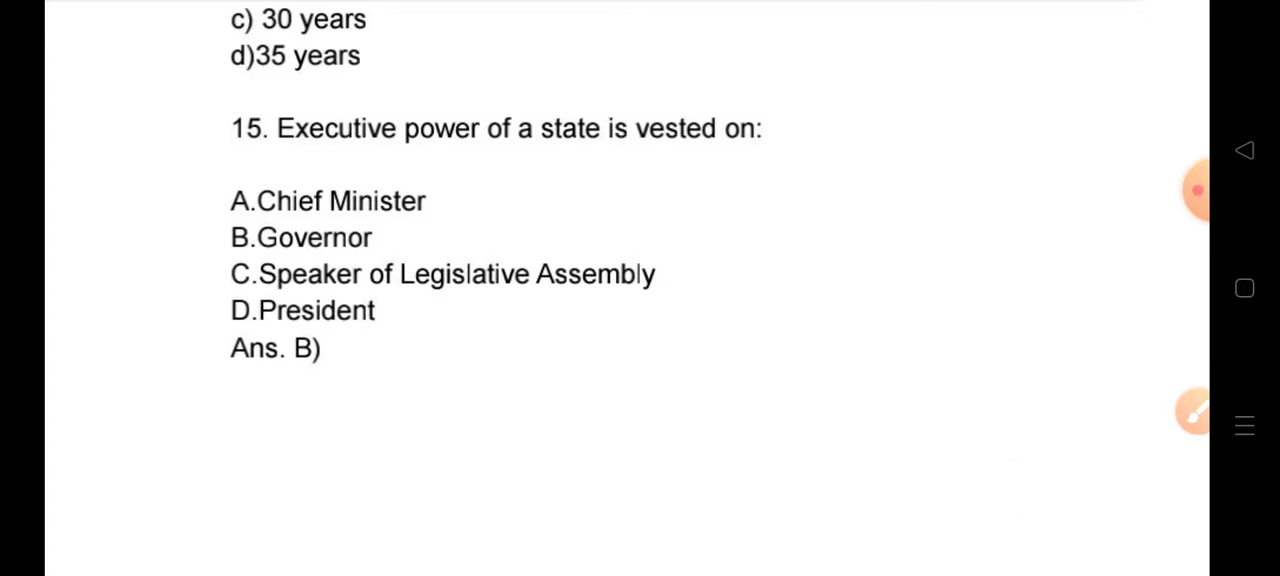 c) 30 years
d)35 years
15. Executive power of a state is vested on:
A.Chief Minister
B.Governor
C.Speaker of Legislative Assembly
D.President
Ans. B)